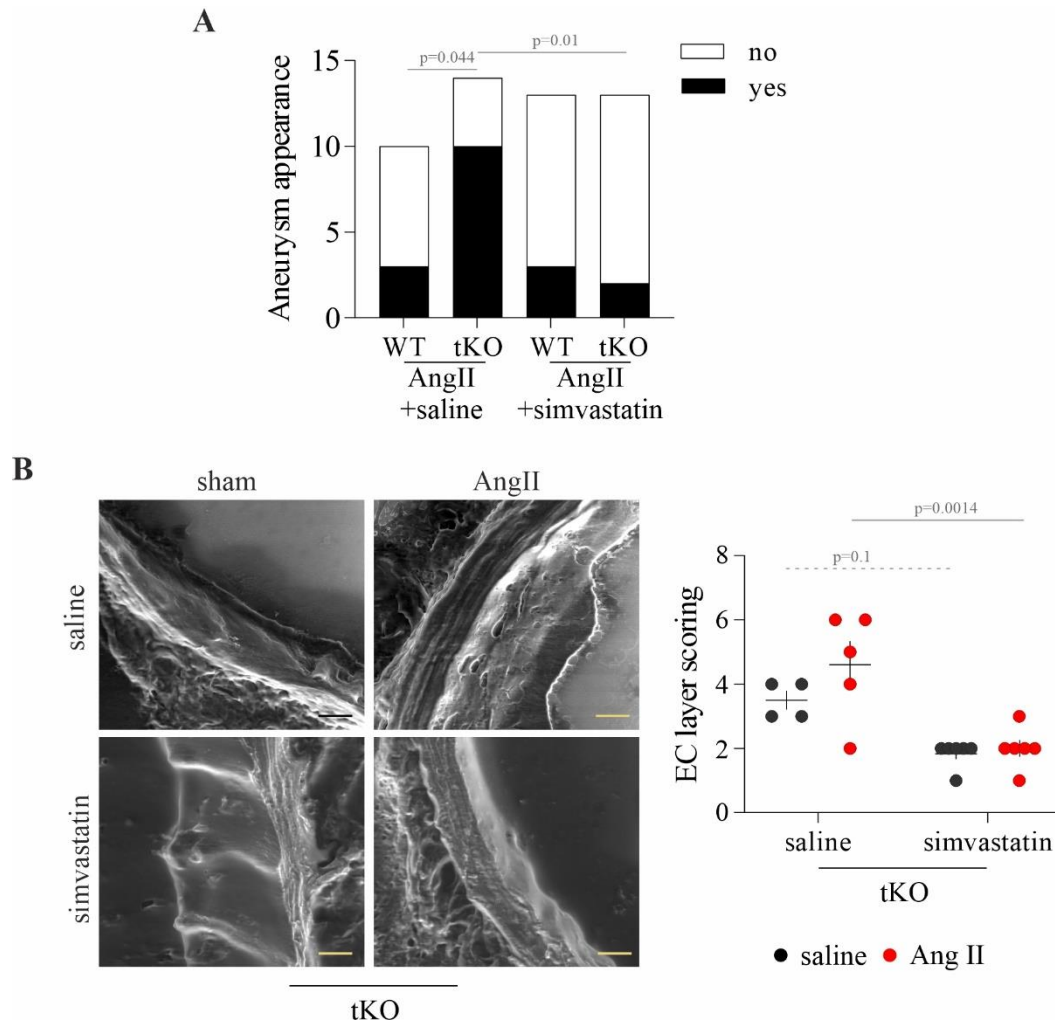 A
p=0.044
p=0.01
no
yes
Aneurysm appearance
15
10
5
0
WT tKO WT tKO
AngII AngII
+saline +simvastatin
B
sham AngII
saline
simvastatin
tKO
p=0.0014
p=0.1
EC layer scoring
8
6
4
2
0
saline simvastatin
tKO
saline Ang II